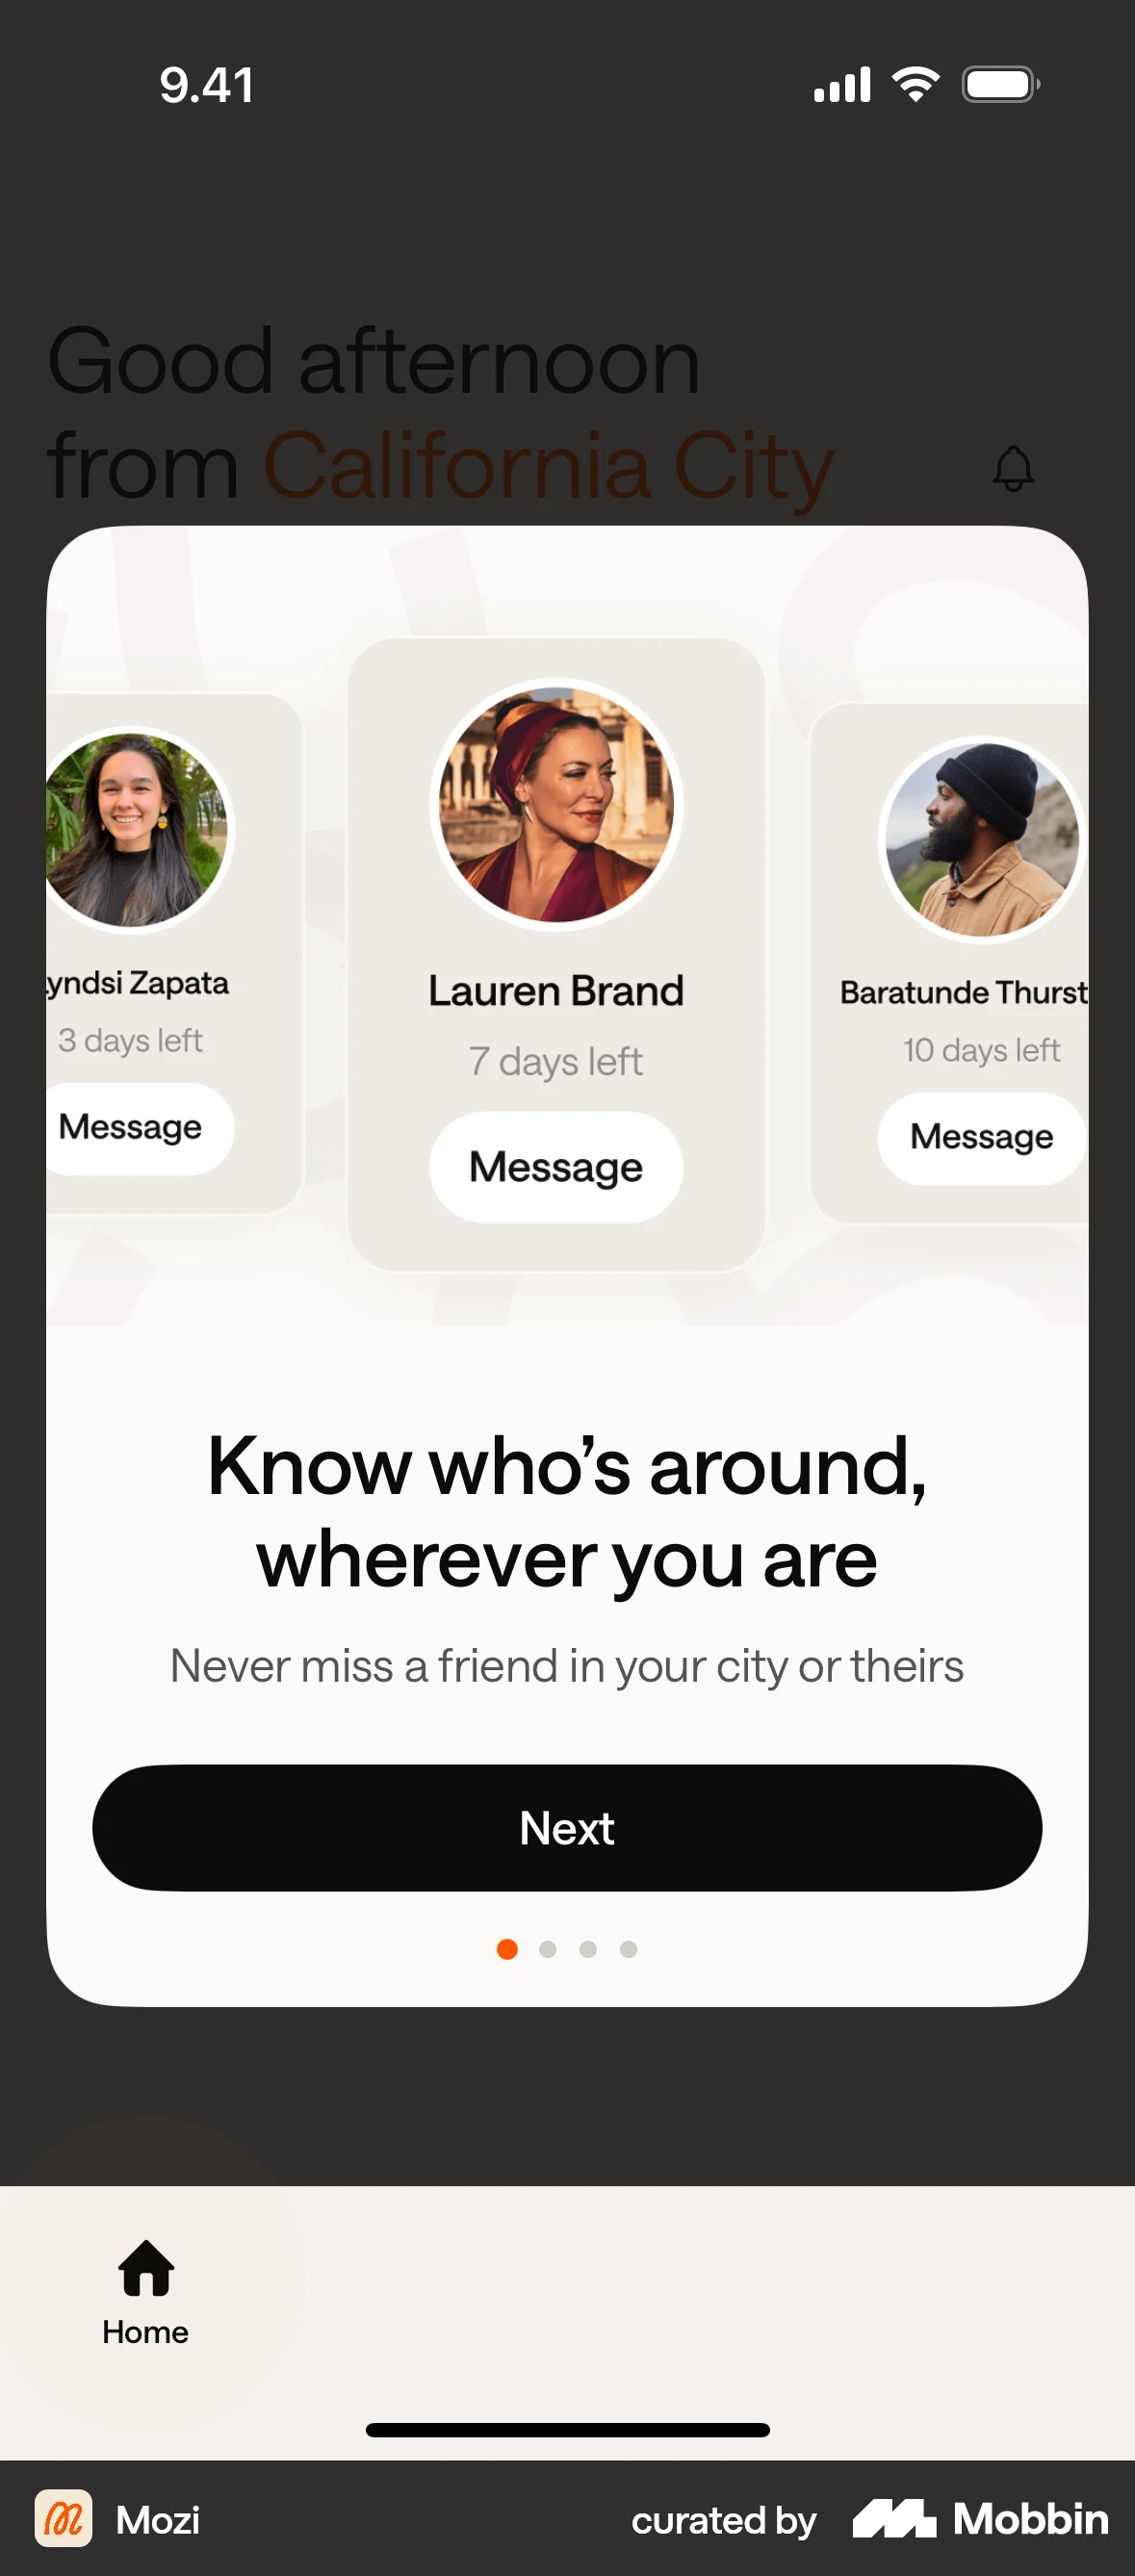 9.41
Good afternoon
from California City
yndsi Zapata
3 days left
Message
Lauren Brand
7 days left
Message
Baratunde Thurst
10 days left
Message
Know who’s around,
wherever you are
Never miss a friend in your city or theirs
Next
Home
Mozi
curated by Mobbin